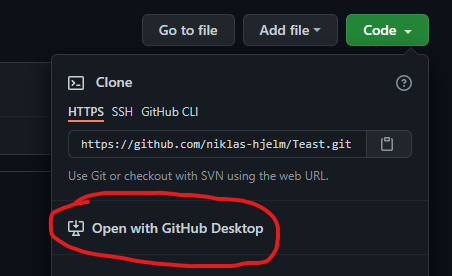 Go to file
Add file
Code
Clone
HTTPS SSH GitHub CLI
https://github.com/niklas-hjelm/Teast.git
Use Git or checkout with SVN using the web URL.
Open with GitHub Desktop